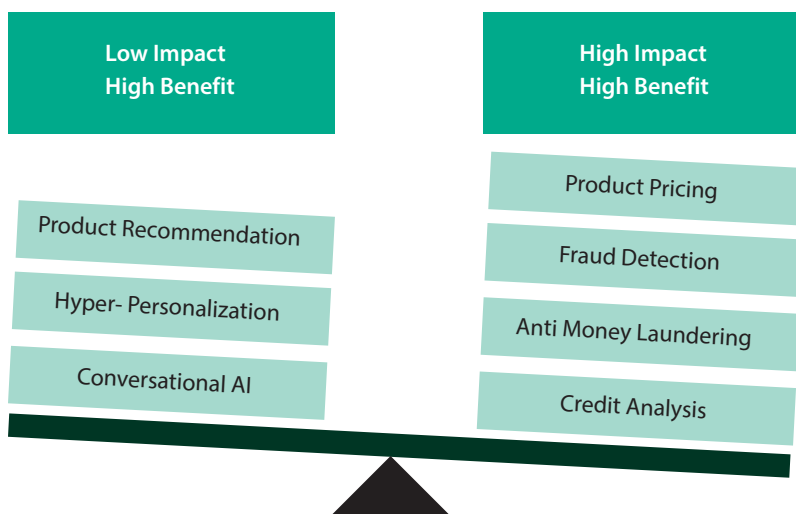 Low Impact
High Benefit
Product Recommendation
Hyper- Personalization
Conversational AI
High Impact
High Benefit
Product Pricing
Fraud Detection
Anti Money Laundering
Credit Analysis